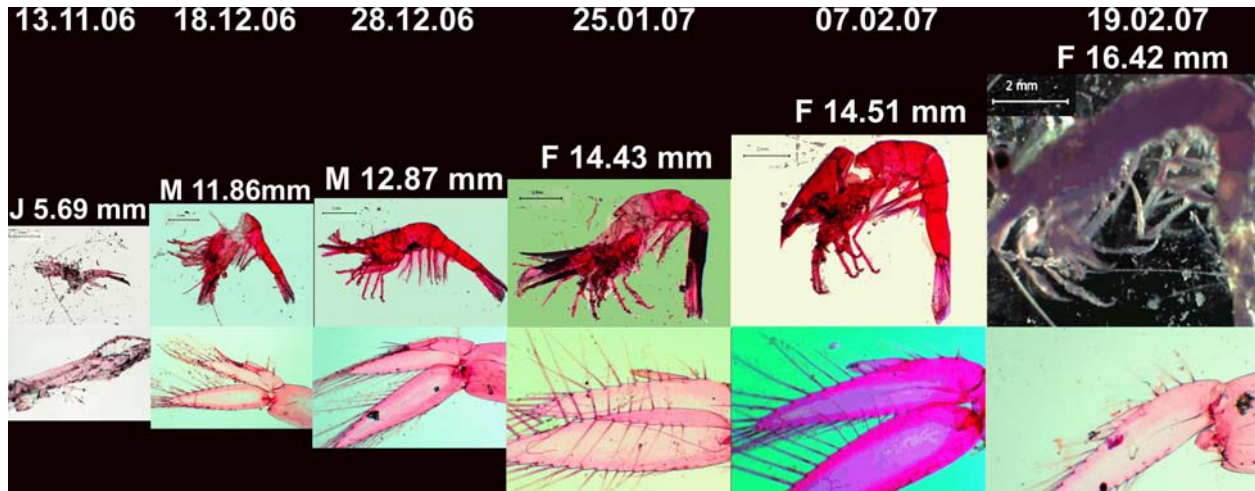 13.11.06
18.12.06
28.12.06
25.01.07
07.02.07
19.02.07
J 5.69 mm
M 11.86mm
M 12.87 mm
F 14.43 mm
F 14.51 mm
F 16.42 mm
2 mm